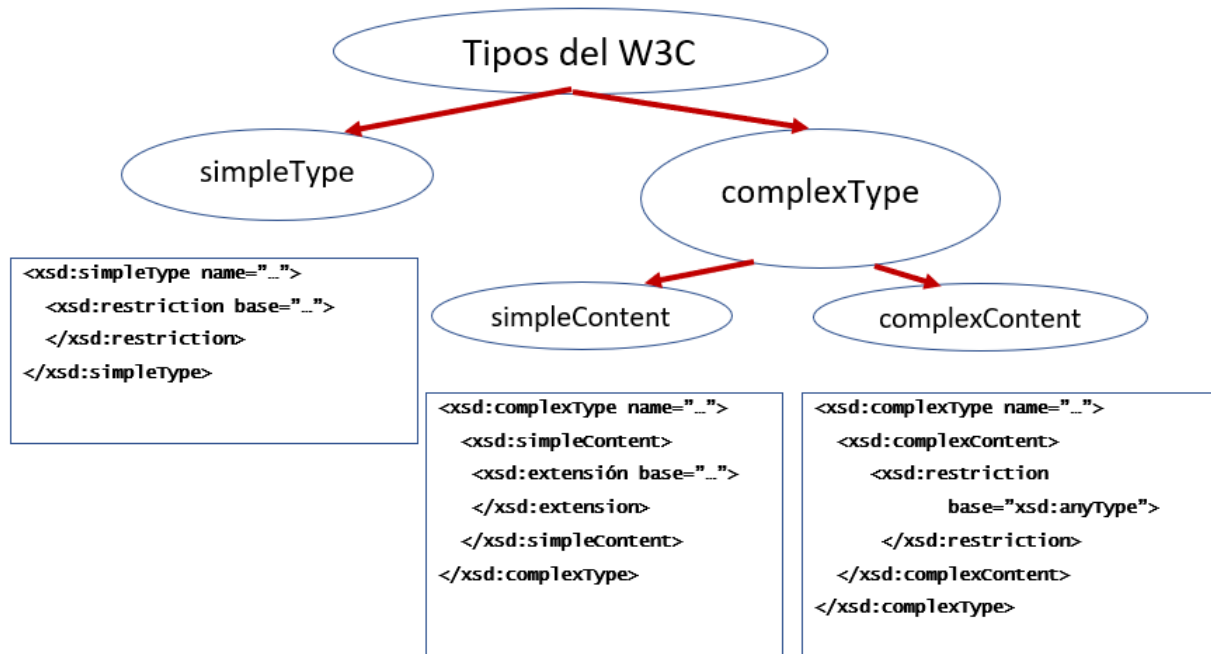 Tipos del W3C
simpleType
complexType
<xsd:simpleType name=”…”>
<xsd:restriction base=”…”>
</xsd:restriction>
</xsd:simpleType>
simpleContent
complexContent
<xsd:complexType name=”…”>
<xsd:simpleContent>
<xsd:extensión base=”…”>
</xsd:extension>
</xsd:simpleContent>
</xsd:complexType>
<xsd:complexType name=”…”>
<xsd:complexContent>
<xsd:restriction
base=”xsd:anyType”>
</xsd:restriction>
</xsd:complexContent>
</xsd:complexType>